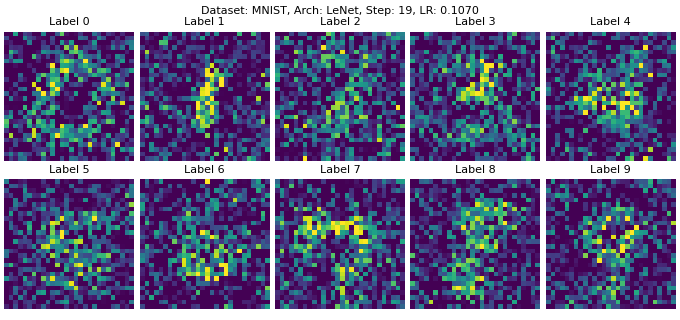 Dataset: MNIST, Arch: LeNet, Step: 19, LR: 0.1070
Label 0 Label 1 Label 2 Label 3 Label 4
Label 5 Label 6 Label 7 Label 8 Label 9